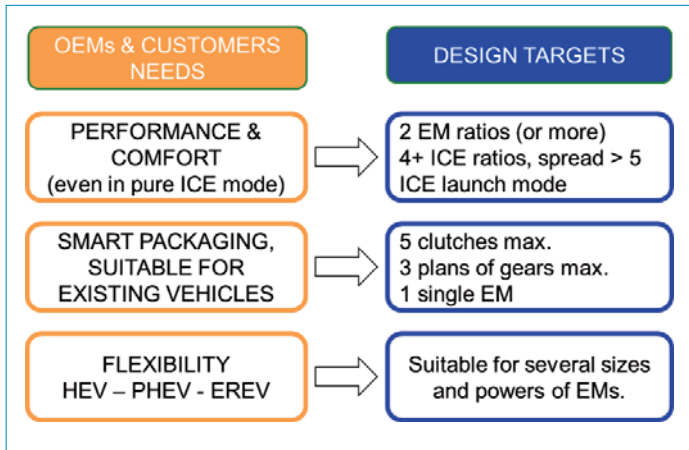 OEMs & CUSTOMERS
NEEDS
DESIGN TARGETS
PERFORMANCE &
COMFORT
(even in pure ICE mode)
2 EM ratios (or more)
4+ ICE ratios, spread > 5
ICE launch mode
SMART PACKAGING,
SUITABLE FOR
EXISTING VEHICLES
5 clutches max.
3 plans of gears max.
1 single EM
FLEXIBILITY
HEV – PHEV - EREV
Suitable for several sizes
and powers of EMs.